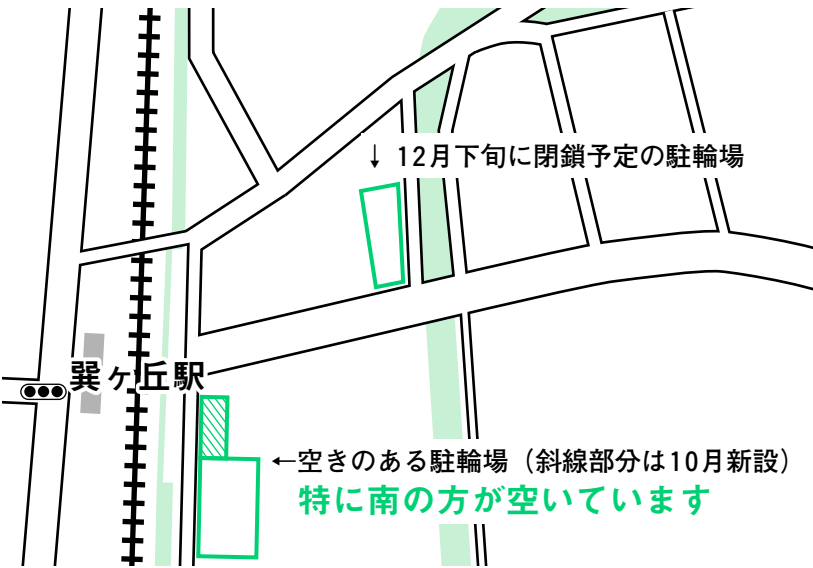 ↓ 12月下旬に閉鎖予定の駐輪場
巽ヶ丘駅
←空きのある駐輪場（斜線部分は10月新設）
特に南の方が空いています